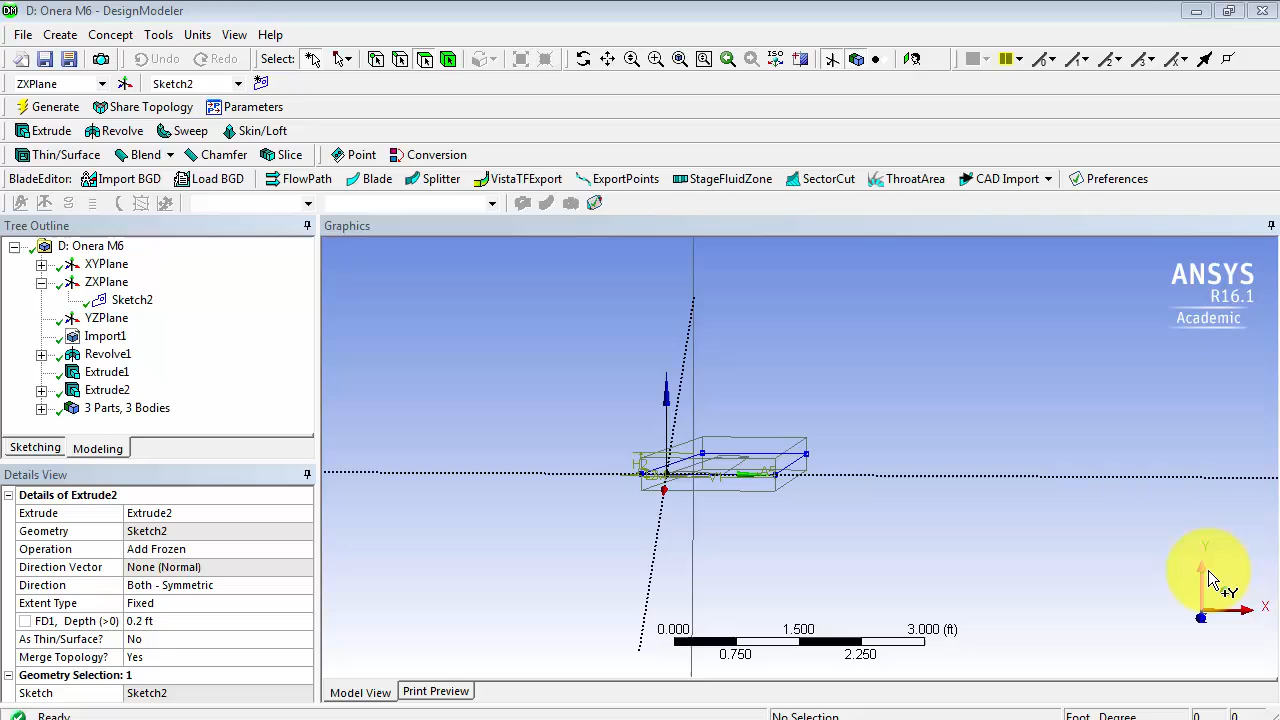 D: Onera M6 - DesignModeler
File Create Concept Tools Units View Help
Undo Redo Select:
ZXPlane Sketch2
Generate Share Topology Parameters
Extrude Revolve Sweep Skin/Loft
Thin/Surface Blend Chamfer Slice Point Conversion
BladeEditor: Import BGD Load BGD FlowPath Blade Splitter VistaTFExport ExportPoints StageFluidZone SectorCut ThroatArea CAD Import Preferences
Tree Outline
D: Onera M6
XYPlane
ZXPlane
Sketch2
YZPlane
Import1
Revolve1
Extrude1
Extrude2
3 Parts, 3 Bodies
Sketching Modeling
Details View
Details of Extrude2
Extrude Extrude2
Geometry Sketch2
Operation Add Frozen
Direction Vector None (Normal)
Direction Both - Symmetric
Extent Type Fixed
FD1, Depth (>0) 0.2 ft
As Thin/Surface? No
Merge Topology? Yes
Geometry Selection: 1
Sketch Sketch2
Graphics
ANSYS
R16.1
Academic
Y
+Y
X
0.000 1.500 3.000 (ft)
0.750 2.250
Model View Print Preview
Ready No Selection Foot, Degree 0 0